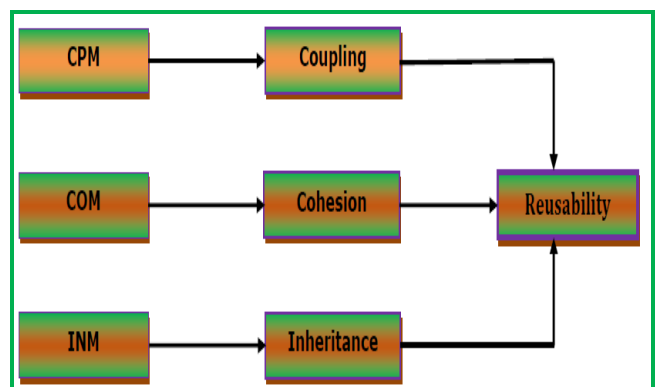 CPM
Coupling
COM
Cohesion
Reusability
INM
Inheritance